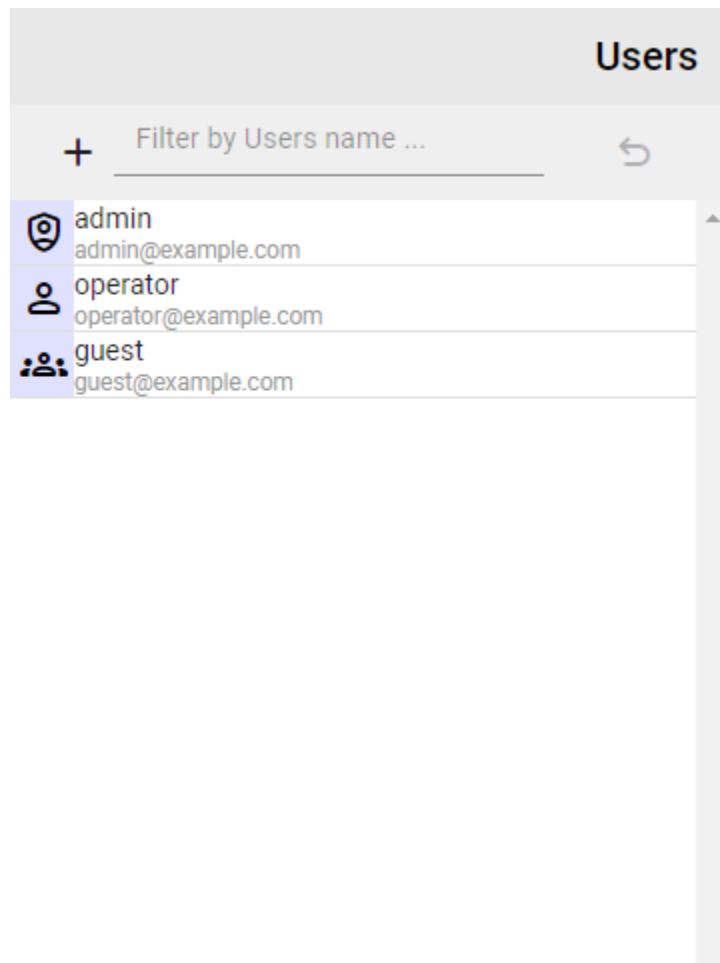 Users
Filter by Users name ...
admin
admin@example.com
operator
operator@example.com
guest
guest@example.com